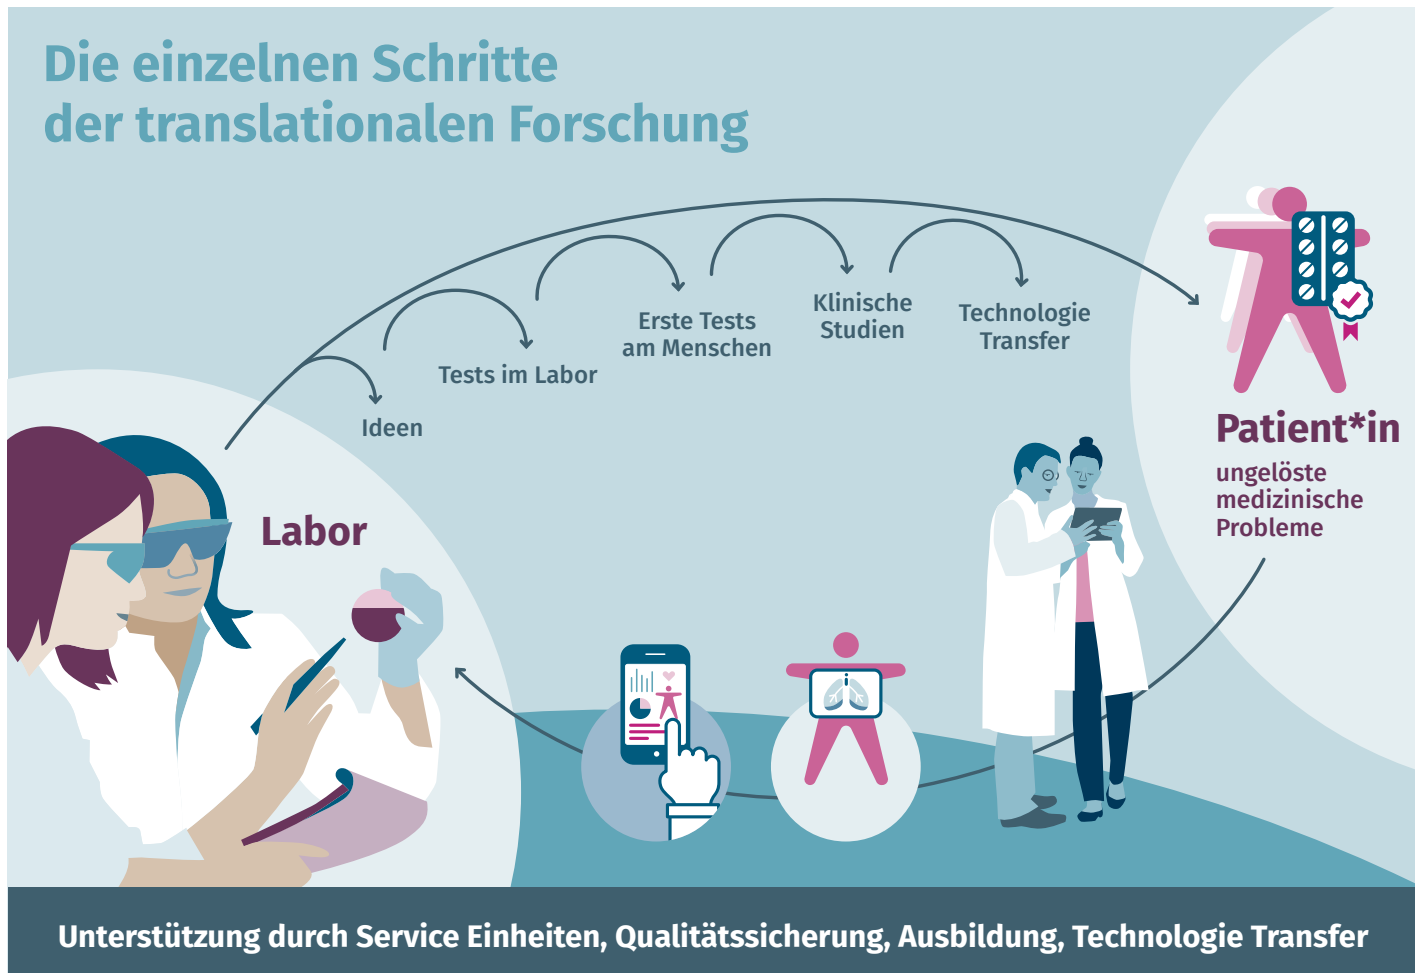 Die einzelnen Schritte
der translationalen Forschung
Ideen
Tests im Labor
Erste Tests
am Menschen
Klinische
Studien
Technologie
Transfer
Labor
Patient*in
ungelöste
medizinische
Probleme
Unterstützung durch Service Einheiten, Qualitätssicherung, Ausbildung, Technologie Transfer